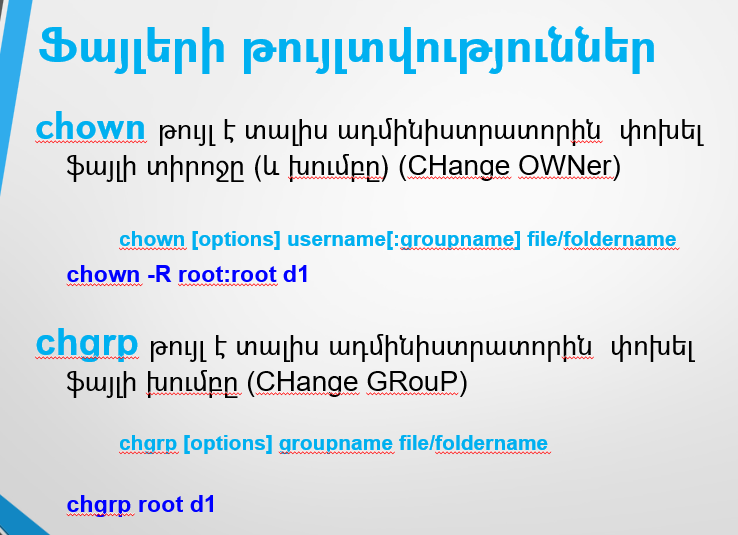 Ֆայլերի թույլտվություններ
chown թույլ է տալիս ադմինիստրատորին փոխել
ֆայլի տիրոջը (և խումբը) (CHange OWNer)
chown [options] username[:groupname] file/foldername
chown -R root:root d1
chgrp թույլ է տալիս ադմինիստրատորին փոխել
ֆայլի խումբը (CHange GRouP)
chgrp [options] groupname file/foldername
chgrp root d1